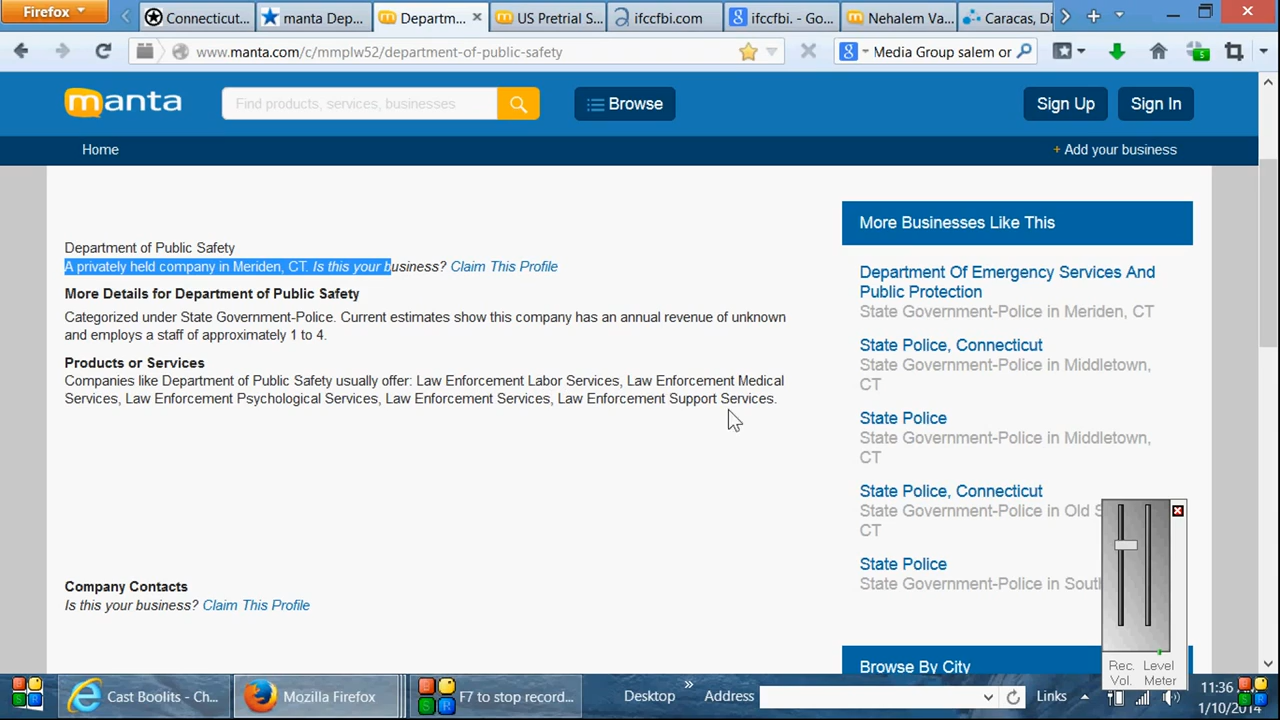 Firefox
Connecticut...
manta Dep...
Departm...
US Pretrial S...
ifccfbi.com
ifccfbi. - Go...
Nehalem Va...
Caracas, Di
www.manta.com/c/mmplw52/department-of-public-safety
Media Group salem or
manta
Find products, services, businesses
Browse
Sign Up
Sign In
Home
+ Add your business
Department of Public Safety
A privately held company in Meriden, CT. Is this your business? Claim This Profile
More Details for Department of Public Safety
Categorized under State Government-Police. Current estimates show this company has an annual revenue of unknown
and employs a staff of approximately 1 to 4.
Products or Services
Companies like Department of Public Safety usually offer: Law Enforcement Labor Services, Law Enforcement Medical
Services, Law Enforcement Psychological Services, Law Enforcement Services, Law Enforcement Support Services.
Company Contacts
Is this your business? Claim This Profile
More Businesses Like This
Department Of Emergency Services And
Public Protection
State Government-Police in Meriden, CT
State Police, Connecticut
State Government-Police in Middletown,
CT
State Police
State Government-Police in Middletown,
CT
State Police, Connecticut
State Government-Police in Old S
CT
State Police
State Government-Police in Sout
Browse By City
Rec. Level
Vol. Meter
Cast Boolits - Ch...
Mozilla Firefox
F7 to stop record...
Desktop
Address
Links
11:36 A
1/10/2014